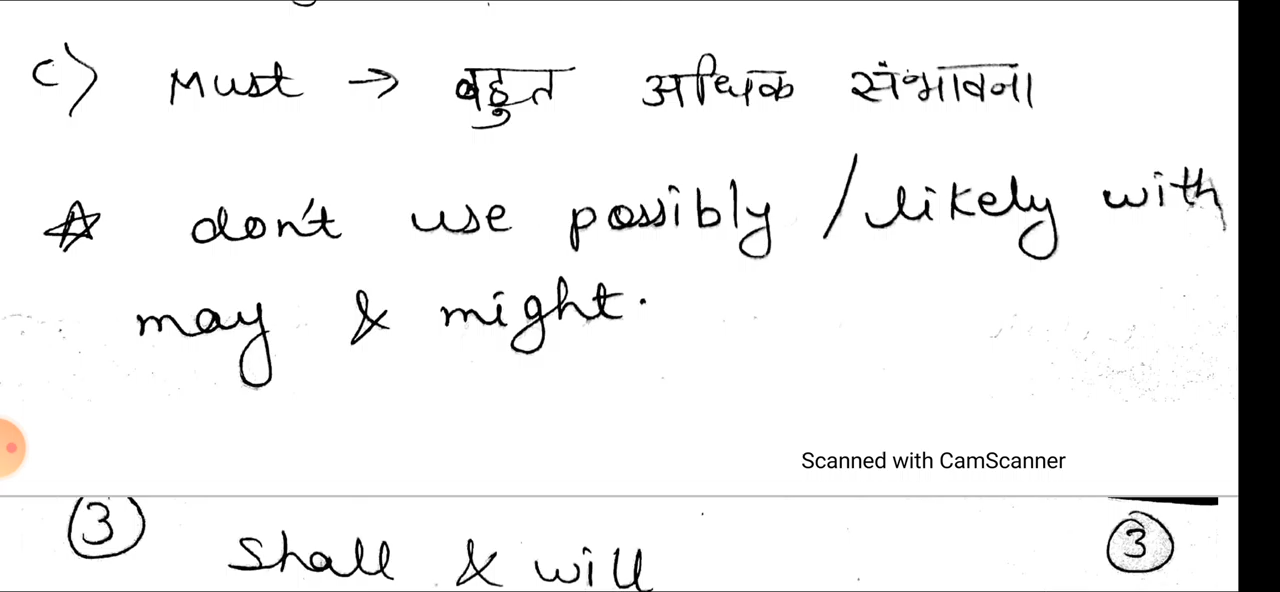 c) Must → बहुत अधिक संभावना
☆ don't use possibly / likely with
may & might.
Scanned with CamScanner
3 3
Shall & will